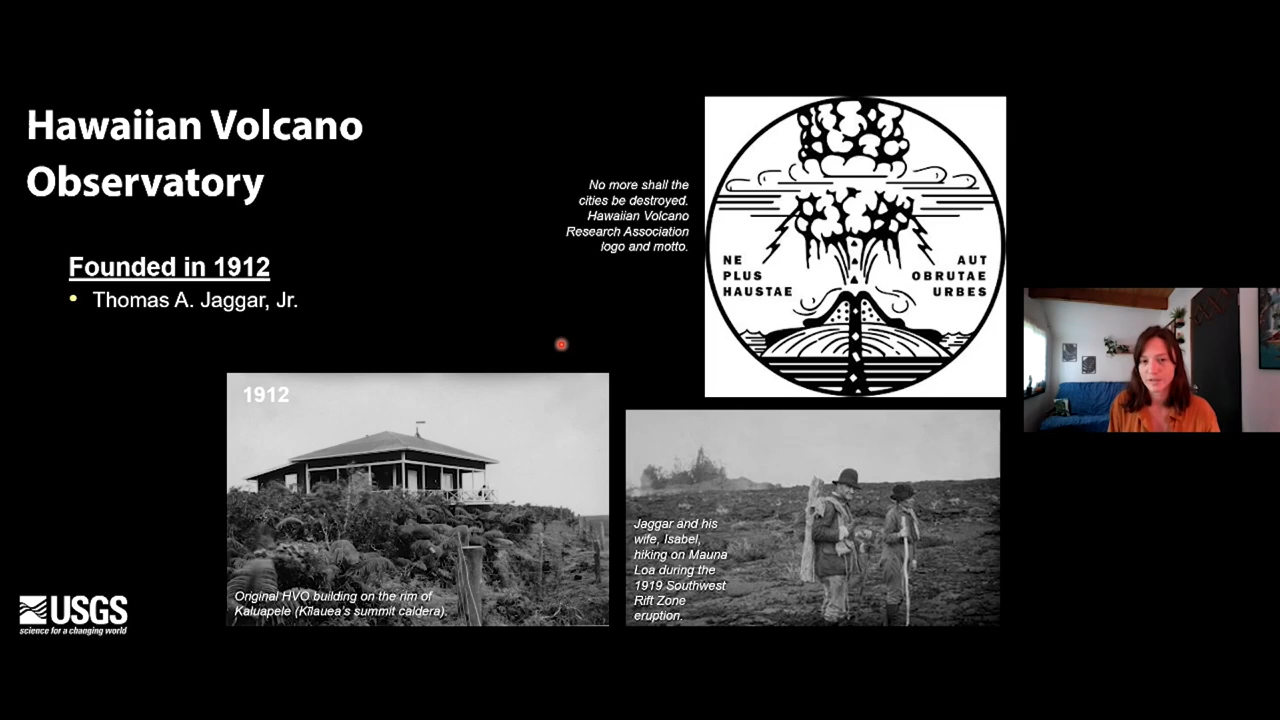 Hawaiian Volcano
Observatory
Founded in 1912
• Thomas A. Jaggar, Jr.
No more shall the
cities be destroyed.
Hawaiian Volcano
Research Association
logo and motto.
NE
PLUS
HAUSTAE
AUT
OBRUTAE
URBES
1912
Original HVO building on the rim of
Kaluapele (Kīlauea's summit caldera).
Jaggar and his
wife, Isabel,
hiking on Mauna
Loa during the
1919 Southwest
Rift Zone
eruption.
USGS
science for a changing world